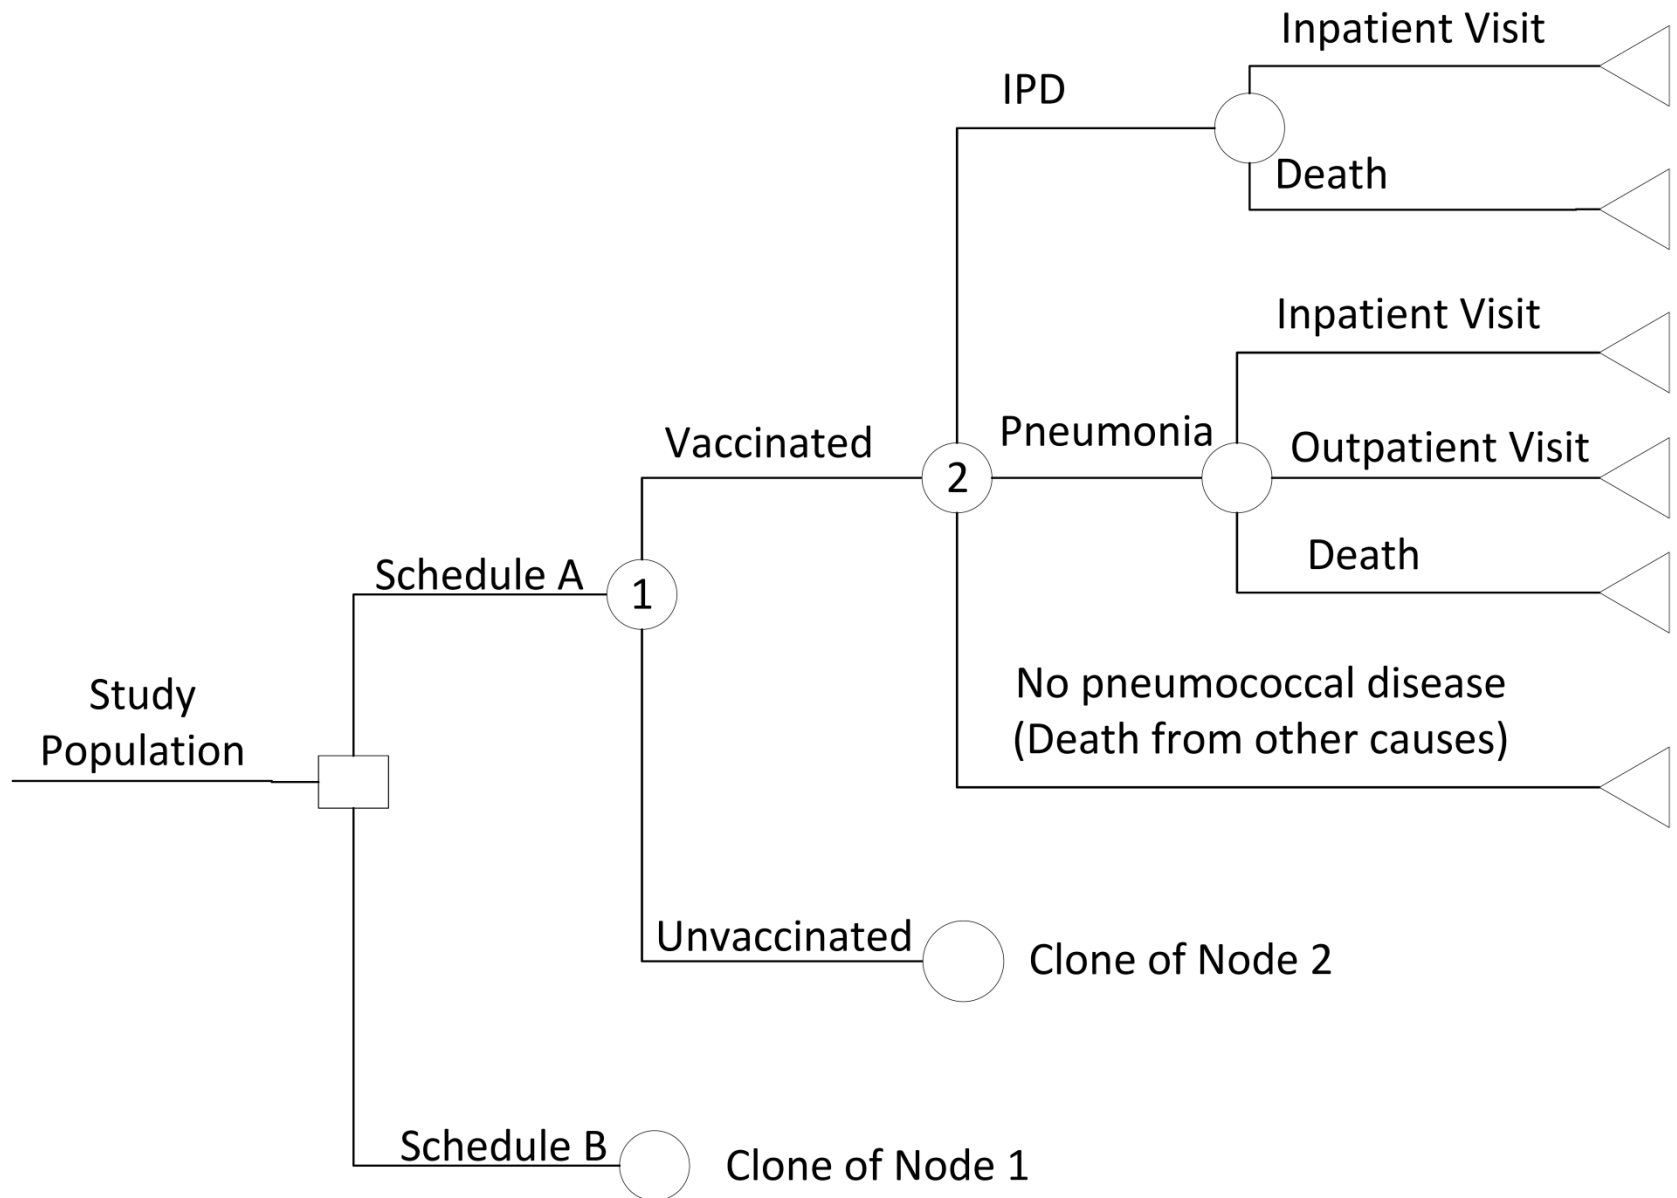 Inpatient Visit
IPD
Death
Inpatient Visit
Pneumonia
Outpatient Visit
Vaccinated
2
Death
Schedule A
1
No pneumococcal disease
(Death from other causes)
Study
Population
Unvaccinated
Clone of Node 2
Schedule B
Clone of Node 1